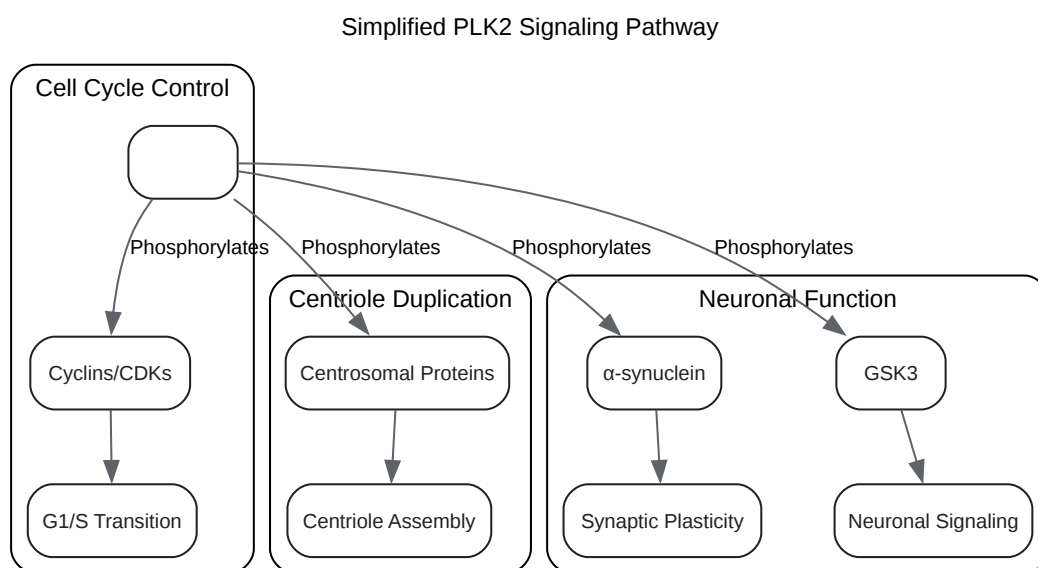 Simplified PLK2 Signaling Pathway
Cell Cycle Control
Phosphorylates
Phosphorylates
Phosphorylates
Phosphorylates
Centriole Duplication
Neuronal Function
Cyclins/CDKs
Centrosomal Proteins
α-synuclein
GSK3
G1/S Transition
Centriole Assembly
Synaptic Plasticity
Neuronal Signaling